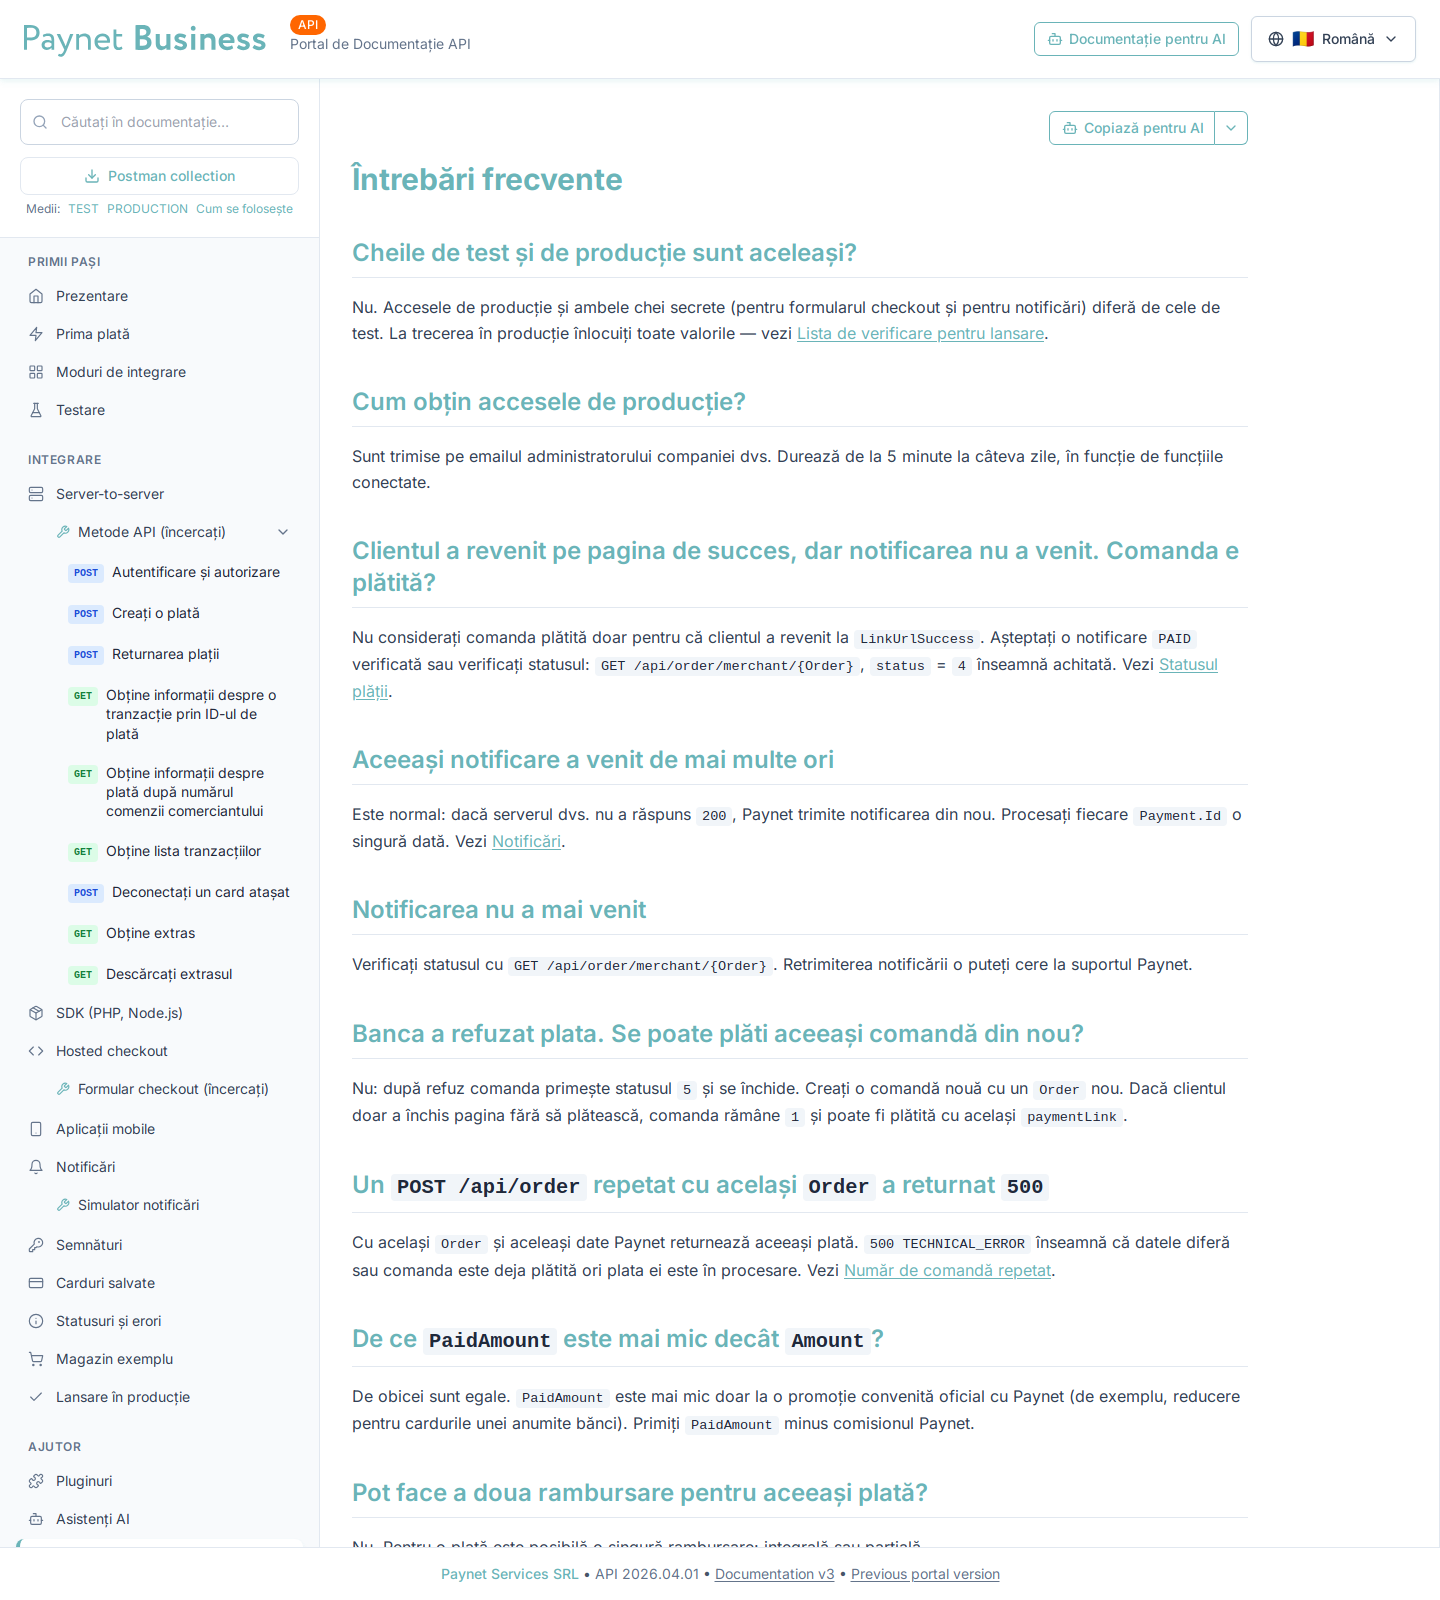 Paynet Business
API
Portal de Documentație API
Documentație pentru AI
Română
Căutați în documentație...
Postman collection
Medii: TEST PRODUCTION Cum se folosește
PRIMII PAȘI
Prezentare
Prima plată
Moduri de integrare
Testare
INTEGRARE
Server-to-server
Metode API (încercați)
POST Autentificare și autorizare
POST Creați o plată
POST Returnarea plații
GET Obține informații despre o
tranzacție prin ID-ul de
plată
GET Obține informații despre
plată după numărul
comenzii comerciantului
GET Obține lista tranzacțiilor
POST Deconectați un card atașat
GET Obține extras
GET Descărcați extrasul
SDK (PHP, Node.js)
Hosted checkout
Formular checkout (încercați)
Aplicații mobile
Notificări
Simulator notificări
Semnături
Carduri salvate
Statusuri și erori
Magazin exemplu
Lansare în producție
AJUTOR
Pluginuri
Asistenți AI
Copiază pentru AI
Întrebări frecvente
Cheile de test și de producție sunt aceleași?
Nu. Accesele de producție și ambele chei secrete (pentru formularul checkout și pentru notificări) diferă de cele de
test. La trecerea în producție înlocuiți toate valorile — vezi Lista de verificare pentru lansare.
Cum obțin accesele de producție?
Sunt trimise pe emailul administratorului companiei dvs. Durează de la 5 minute la câteva zile, în funcție de funcțiile
conectate.
Clientul a revenit pe pagina de succes, dar notificarea nu a venit. Comanda e
plătită?
Nu considerați comanda plătită doar pentru că clientul a revenit la LinkUrlSuccess. Așteptați o notificare PAID
verificată sau verificați statusul: GET /api/order/merchant/{Order}, status = 4 înseamnă achitată. Vezi Statusul
plății.
Aceeași notificare a venit de mai multe ori
Este normal: dacă serverul dvs. nu a răspuns 200, Paynet trimite notificarea din nou. Procesați fiecare Payment.Id o
singură dată. Vezi Notificări.
Notificarea nu a mai venit
Verificați statusul cu GET /api/order/merchant/{Order}. Retrimiterea notificării o puteți cere la suportul Paynet.
Banca a refuzat plata. Se poate plăti aceeași comandă din nou?
Nu: după refuz comanda primește statusul 5 și se închide. Creați o comandă nouă cu un Order nou. Dacă clientul
doar a închis pagina fără să plătească, comanda rămâne 1 și poate fi plătită cu același paymentLink.
Un POST /api/order repetat cu același Order a returnat 500
Cu același Order și aceleași date Paynet returnează aceeași plată. 500 TECHNICAL_ERROR înseamnă că datele diferă
sau comanda este deja plătită ori plata ei este în procesare. Vezi Număr de comandă repetat.
De ce PaidAmount este mai mic decât Amount?
De obicei sunt egale. PaidAmount este mai mic doar la o promoție convenită oficial cu Paynet (de exemplu, reducere
pentru cardurile unei anumite bănci). Primiți PaidAmount minus comisionul Paynet.
Pot face a doua rambursare pentru aceeași plată?
Nu. Pentru o plată este posibilă o singură rambursare: integrală sau parțială.
Paynet Services SRL • API 2026.04.01 • Documentation v3 • Previous portal version